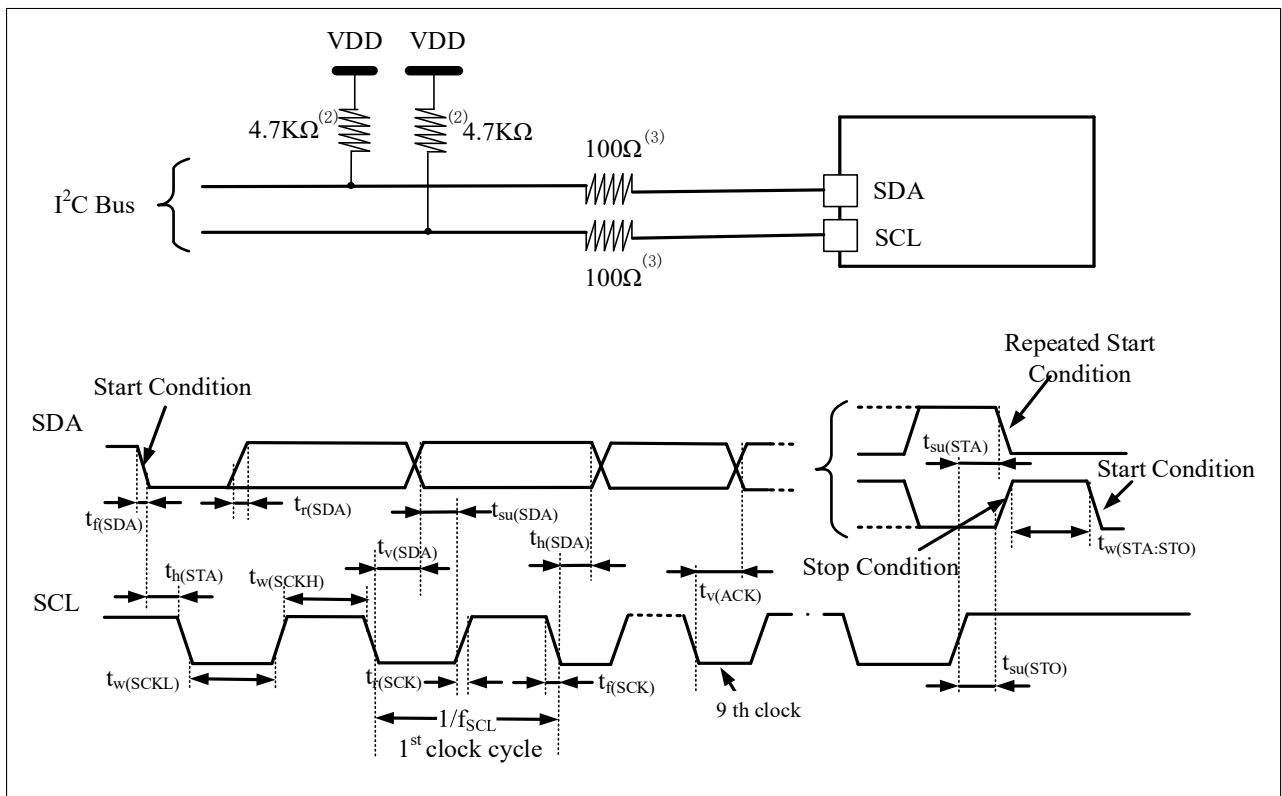 VDD VDD
4.7KΩ(2) (2)4.7KΩ
100Ω(3)
I2C Bus
SDA
SCL
100Ω(3)
Repeated Start
Condition
Start Condition
SDA
tsu(STA)
Start Condition
tf(SDA)
tr(SDA)
tsu(SDA)
tv(SDA)
th(SDA)
tw(STA:STO)
Stop Condition
th(STA)
tw(SCKH)
tv(ACK)
SCL
tw(SCKL)
tr(SCK)
tf(SCK)
tsu(STO)
9 th clock
1/fSCL
1st clock cycle